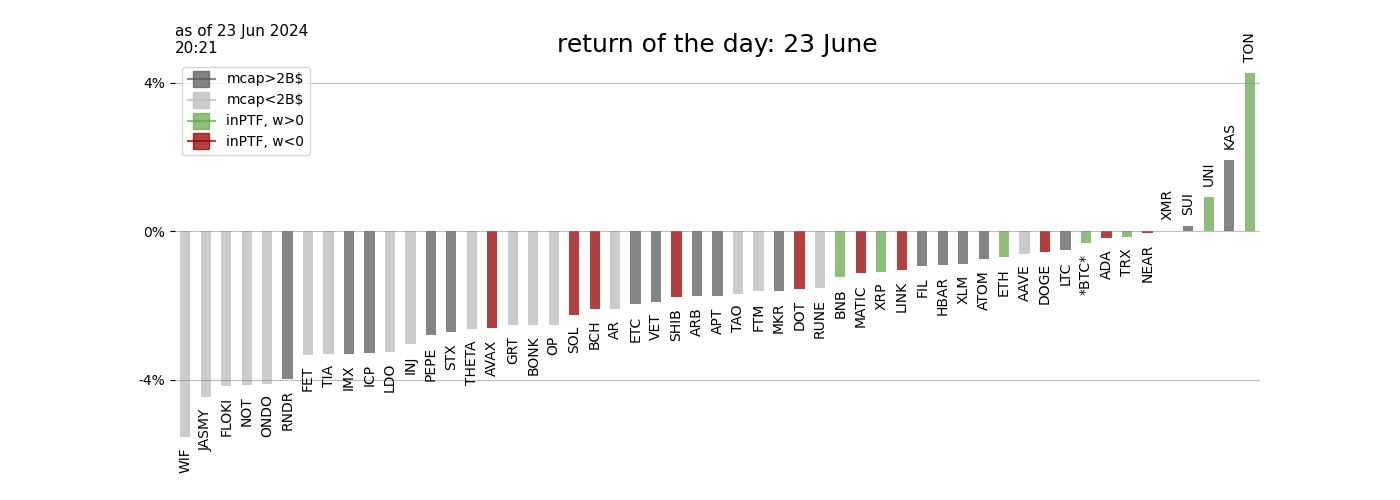 as of 23 Jun 2024
20:21
return of the day: 23 June
mcap>2B$
mcap<2B$
inPTF, w>0
inPTF, w<0
4%
0%
-4%
WIF
JASMY
FLOKI
NOT
ONDO
RNDR
FET
TIA
IMX
ICP
LDO
INJ
PEPE
STX
THETA
AVAX
GRT
BONK
OP
SOL
BCH
AR
ETC
VET
SHIB
ARB
APT
TAO
FTM
MKR
DOT
RUNE
BNB
MATIC
XRP
LINK
FIL
HBAR
XLM
ATOM
ETH
AAVE
DOGE
LTC
*BTC*
ADA
TRX
NEAR
XMR
SUI
UNI
KAS
TON